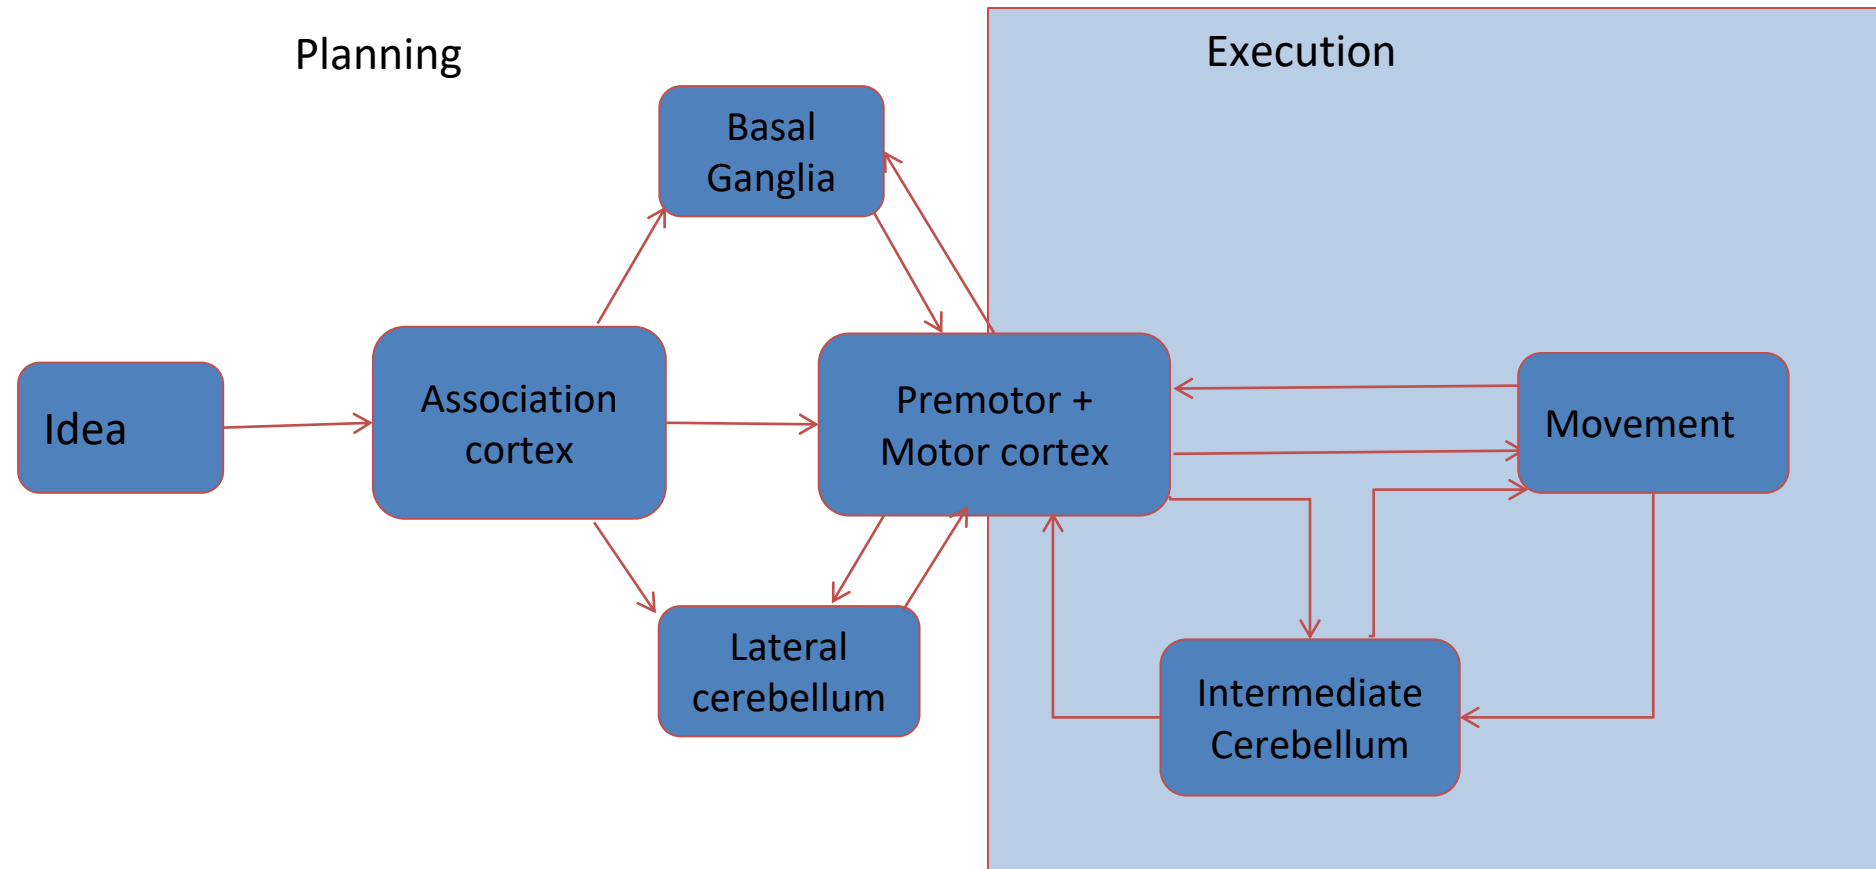 Planning
Execution
Basal
Ganglia
Idea
Association
cortex
Premotor +
Motor cortex
Movement
Lateral
cerebellum
Intermediate
Cerebellum